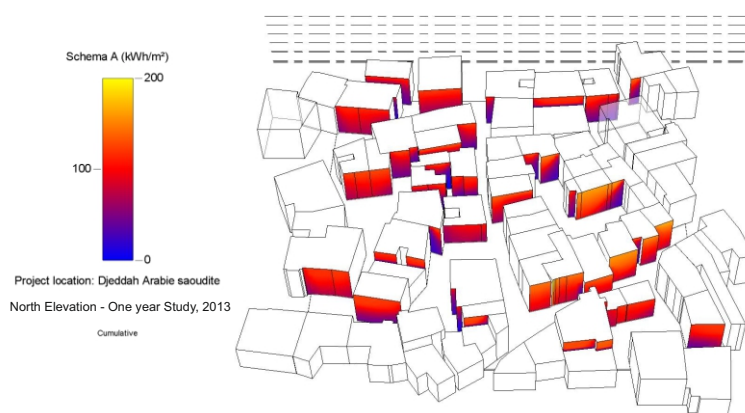 Schema A (kWh/m²)
200
100
0
Project location: Djeddah Arabie saoudite
North Elevation - One year Study, 2013
Cumulative